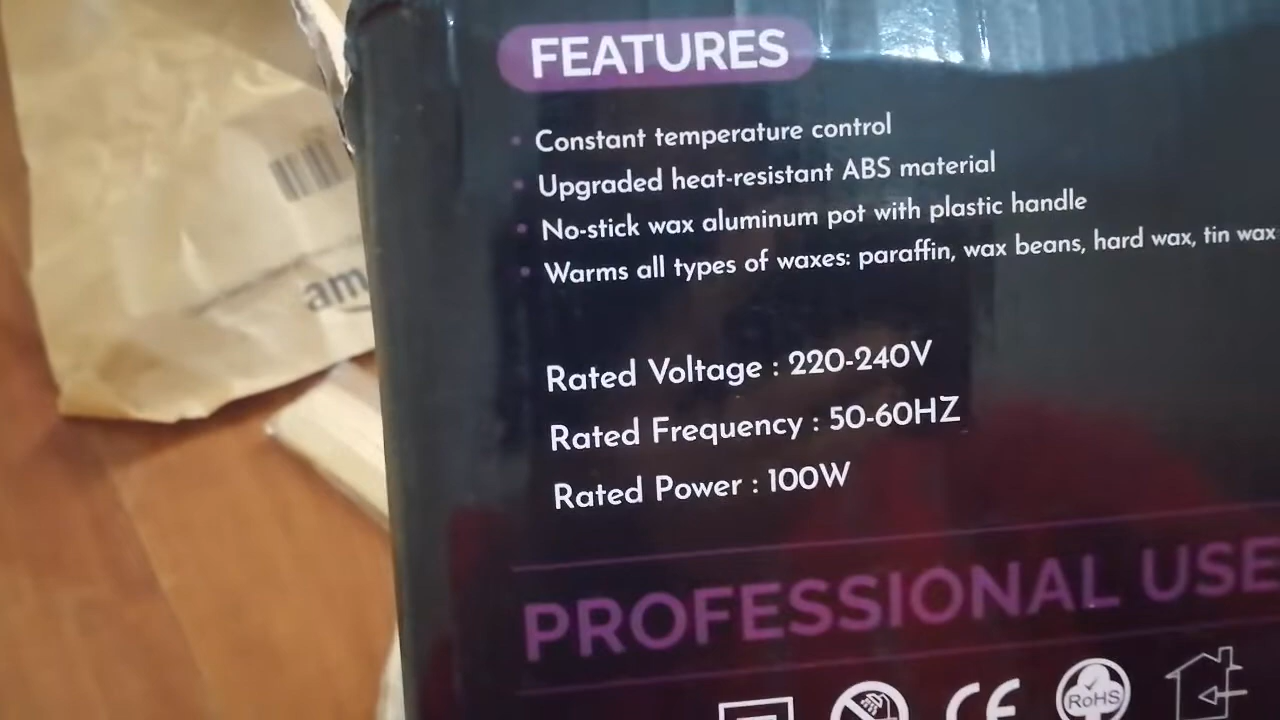 FEATURES
• Constant temperature control
• Upgraded heat-resistant ABS material
• No-stick wax aluminum pot with plastic handle
• Warms all types of waxes: paraffin, wax beans, hard wax, tin wax
Rated Voltage : 220-240V
Rated Frequency : 50-60HZ
Rated Power : 100W
PROFESSIONAL USE
CE
RoHS
am